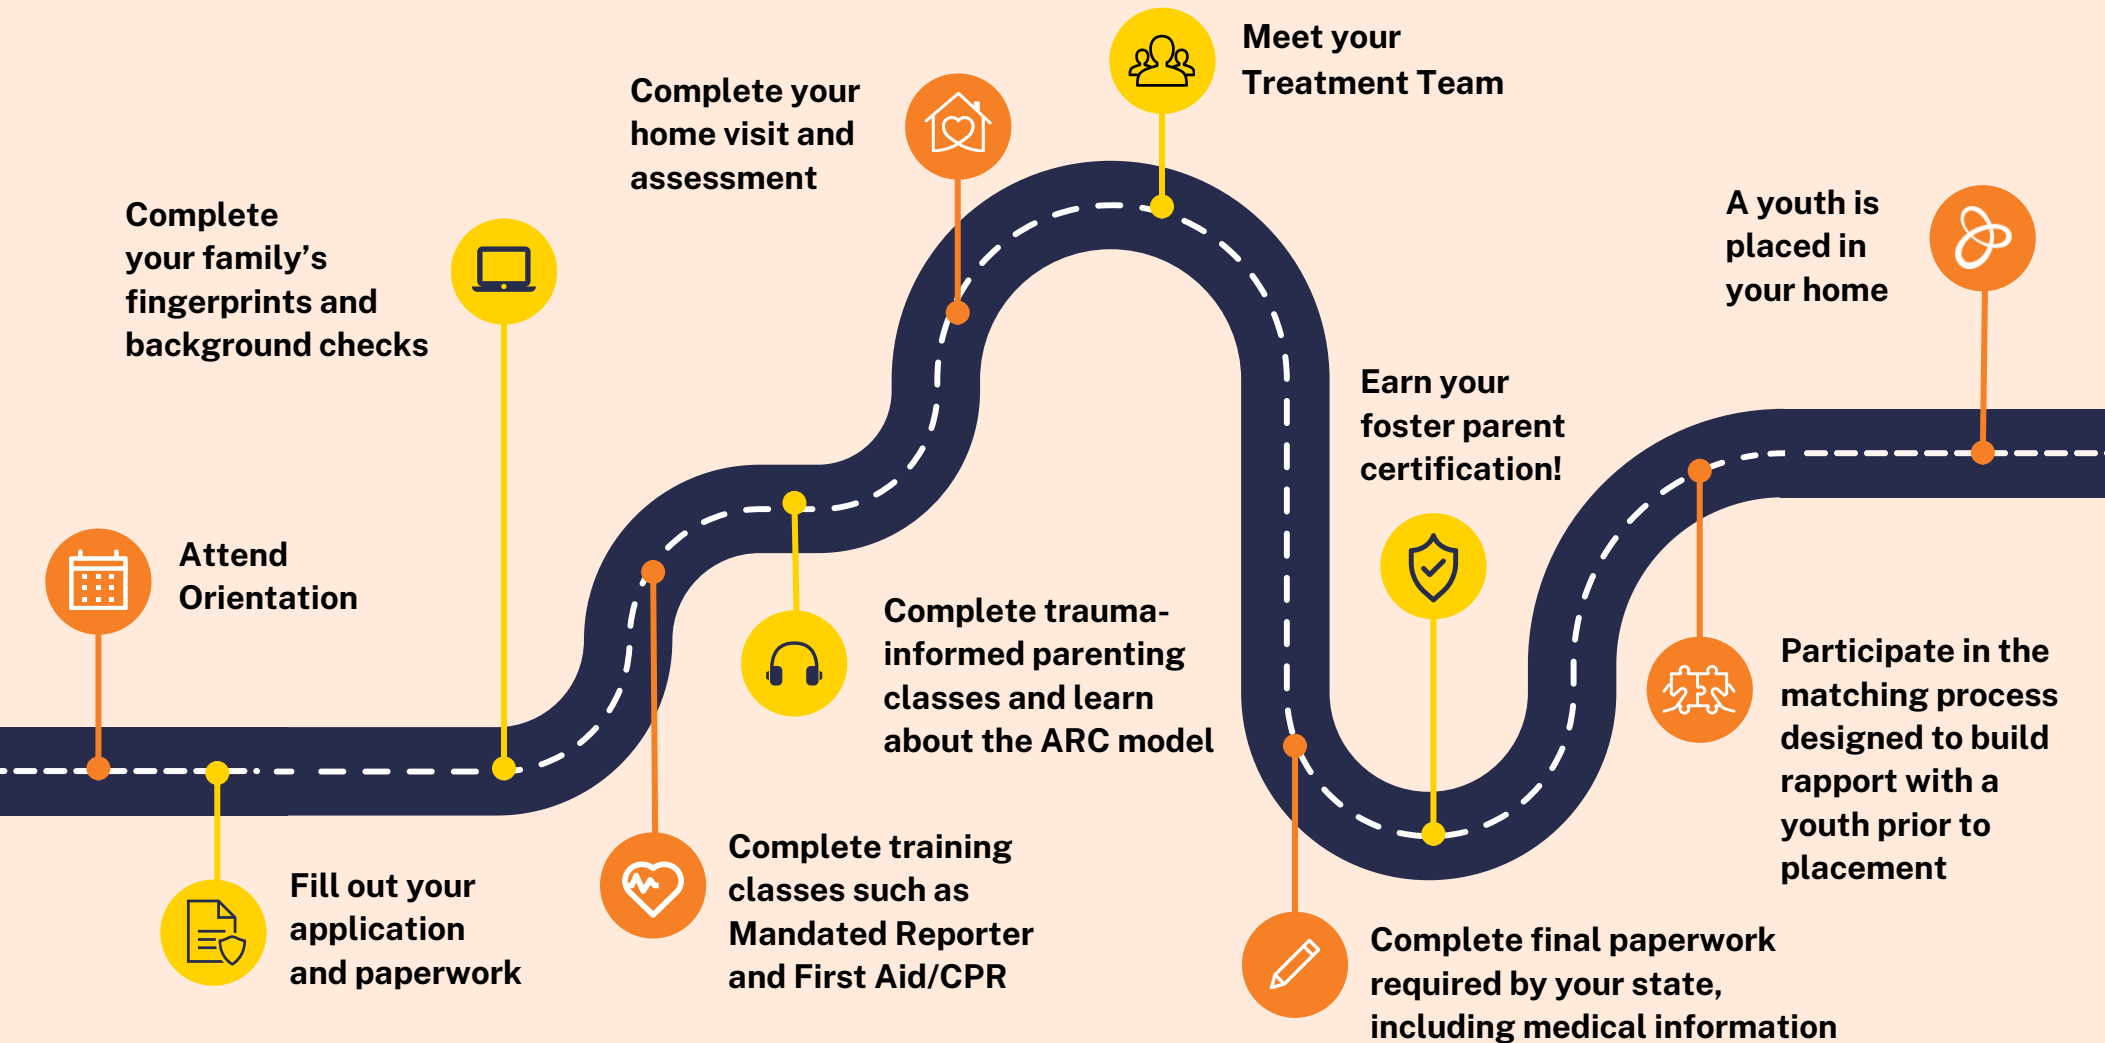 Attend
Orientation
Fill out your
application
and paperwork
Complete
your family’s
fingerprints and
background checks
Complete training
classes such as
Mandated Reporter
and First Aid/CPR
Complete trauma-
informed parenting
classes and learn
about the ARC model
Complete your
home visit and
assessment
Meet your
Treatment Team
Complete final paperwork
required by your state,
including medical information
Earn your
foster parent
certification!
Participate in the
matching process
designed to build
rapport with a
youth prior to
placement
A youth is
placed in
your home